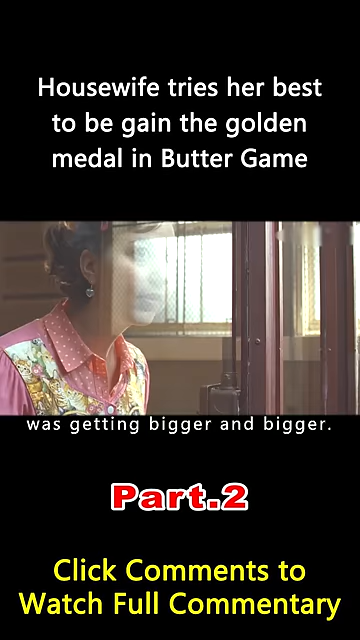 Housewife tries her best
to be gain the golden
medal in Butter Game
was getting bigger and bigger.
Part.2
Click Comments to
Watch Full Commentary